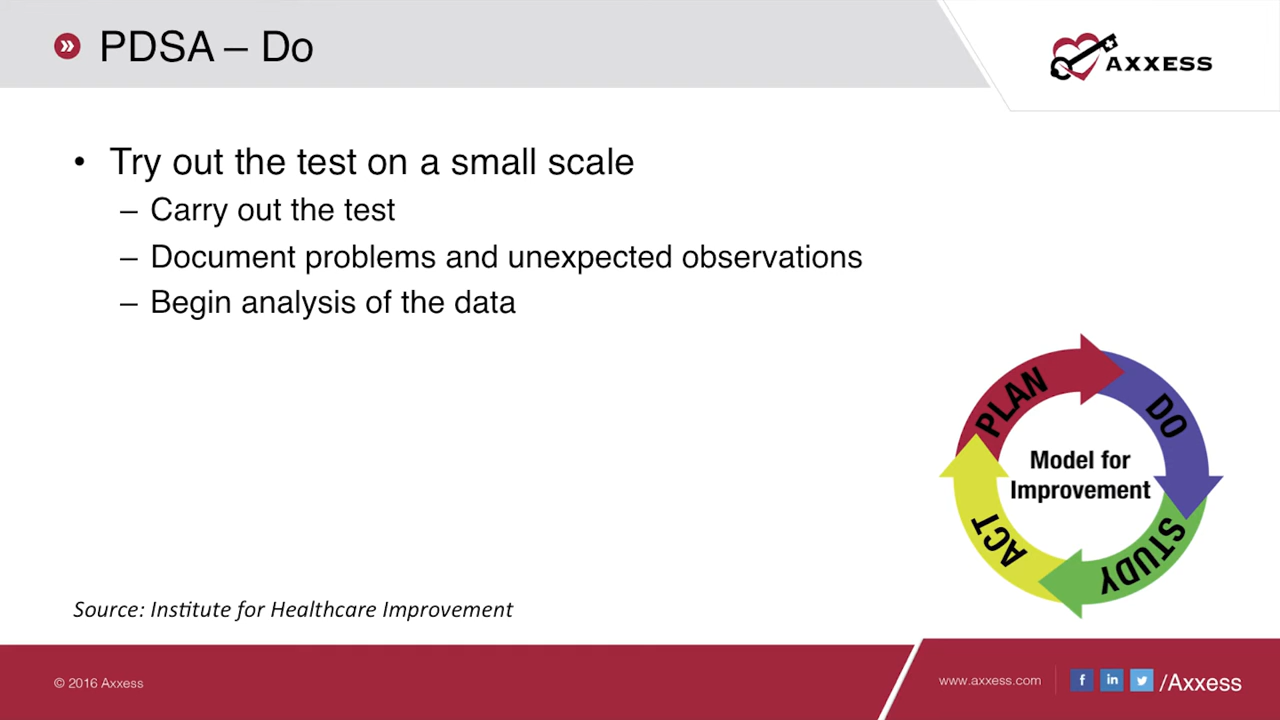 PDSA – Do
AXXESS
• Try out the test on a small scale
– Carry out the test
– Document problems and unexpected observations
– Begin analysis of the data
PLAN
DO
Model for
Improvement
ACT
STUDY
Source: Institute for Healthcare Improvement
© 2016 Axxess
www.axxess.com
f
in
/Axxess